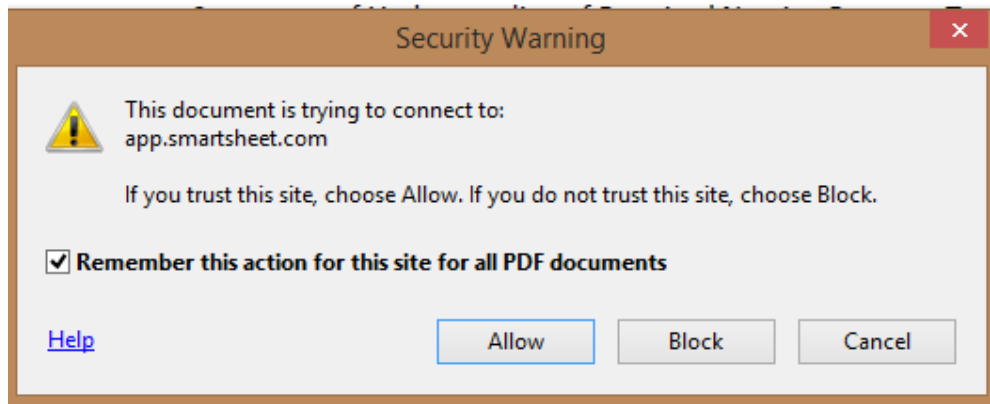 Security Warning
This document is trying to connect to:
app.smartsheet.com
If you trust this site, choose Allow. If you do not trust this site, choose Block.
Remember this action for this site for all PDF documents
Help
Allow
Block
Cancel